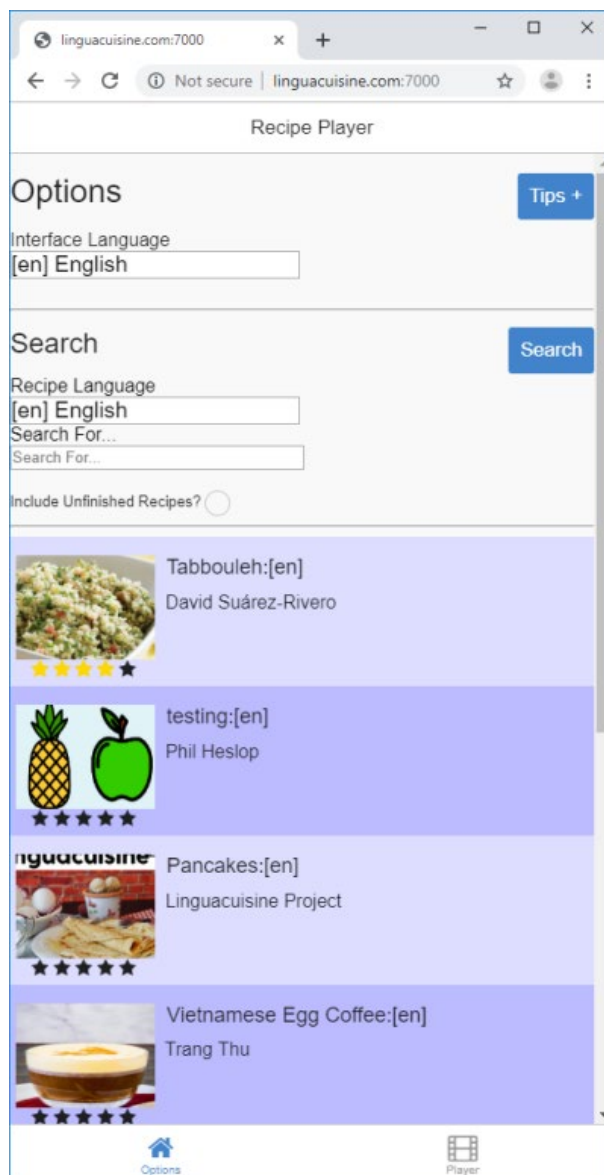 linguacuisine.com:7000
Not secure | linguacuisine.com:7000
Recipe Player
Options
Tips +
Interface Language
[en] English
Search
Search
Recipe Language
[en] English
Search For...
Search For...
Include Unfinished Recipes?
Tabbouleh:[en]
David Suárez-Rivero
testing:[en]
Phil Heslop
nguacuisine
Pancakes:[en]
Linguacuisine Project
Vietnamese Egg Coffee:[en]
Trang Thu
Options
Player